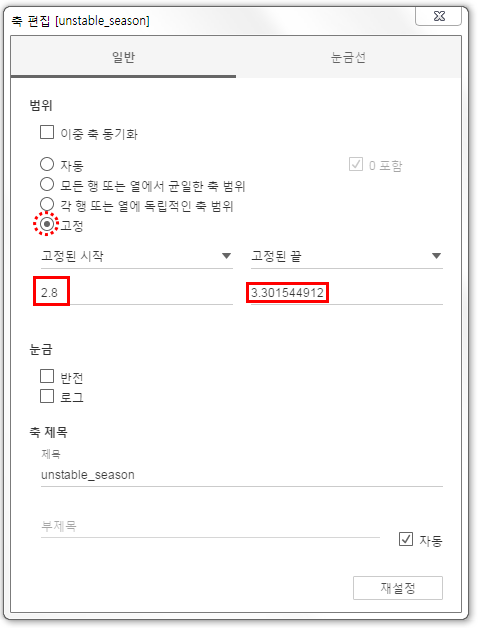 축 편집 [unstable_season]
일반 눈금선
범위
이중 축 동기화
자동 0 포함
모든 행 또는 열에서 균일한 축 범위
각 행 또는 열에 독립적인 축 범위
고정
고정된 시작 고정된 끝
2.8 3.301544912
눈금
반전
로그
축 제목
제목
unstable_season
부제목 자동
재설정